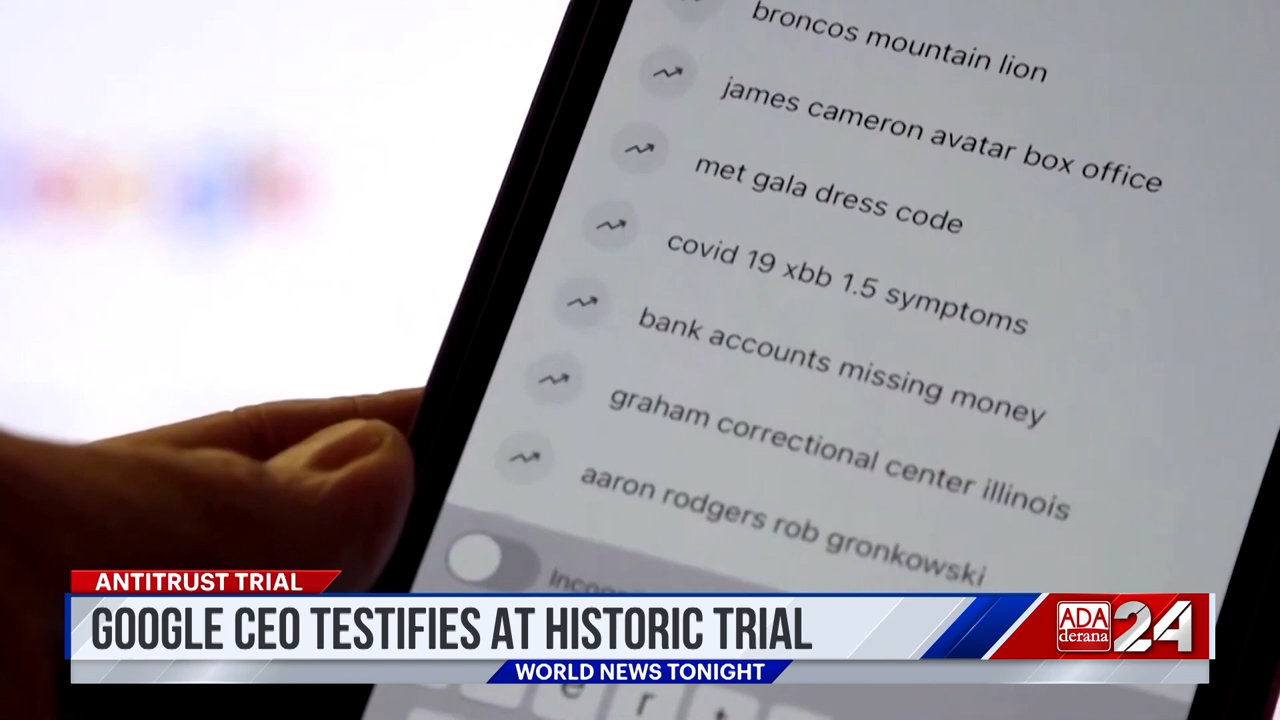 broncos mountain lion
james cameron avatar box office
met gala dress code
covid 19 xbb 1.5 symptoms
bank accounts missing money
graham correctional center illinois
aaron rodgers rob gronkowski
ANTITRUST TRIAL
GOOGLE CEO TESTIFIES AT HISTORIC TRIAL
ADA
derana
24
WORLD NEWS TONIGHT
e r t